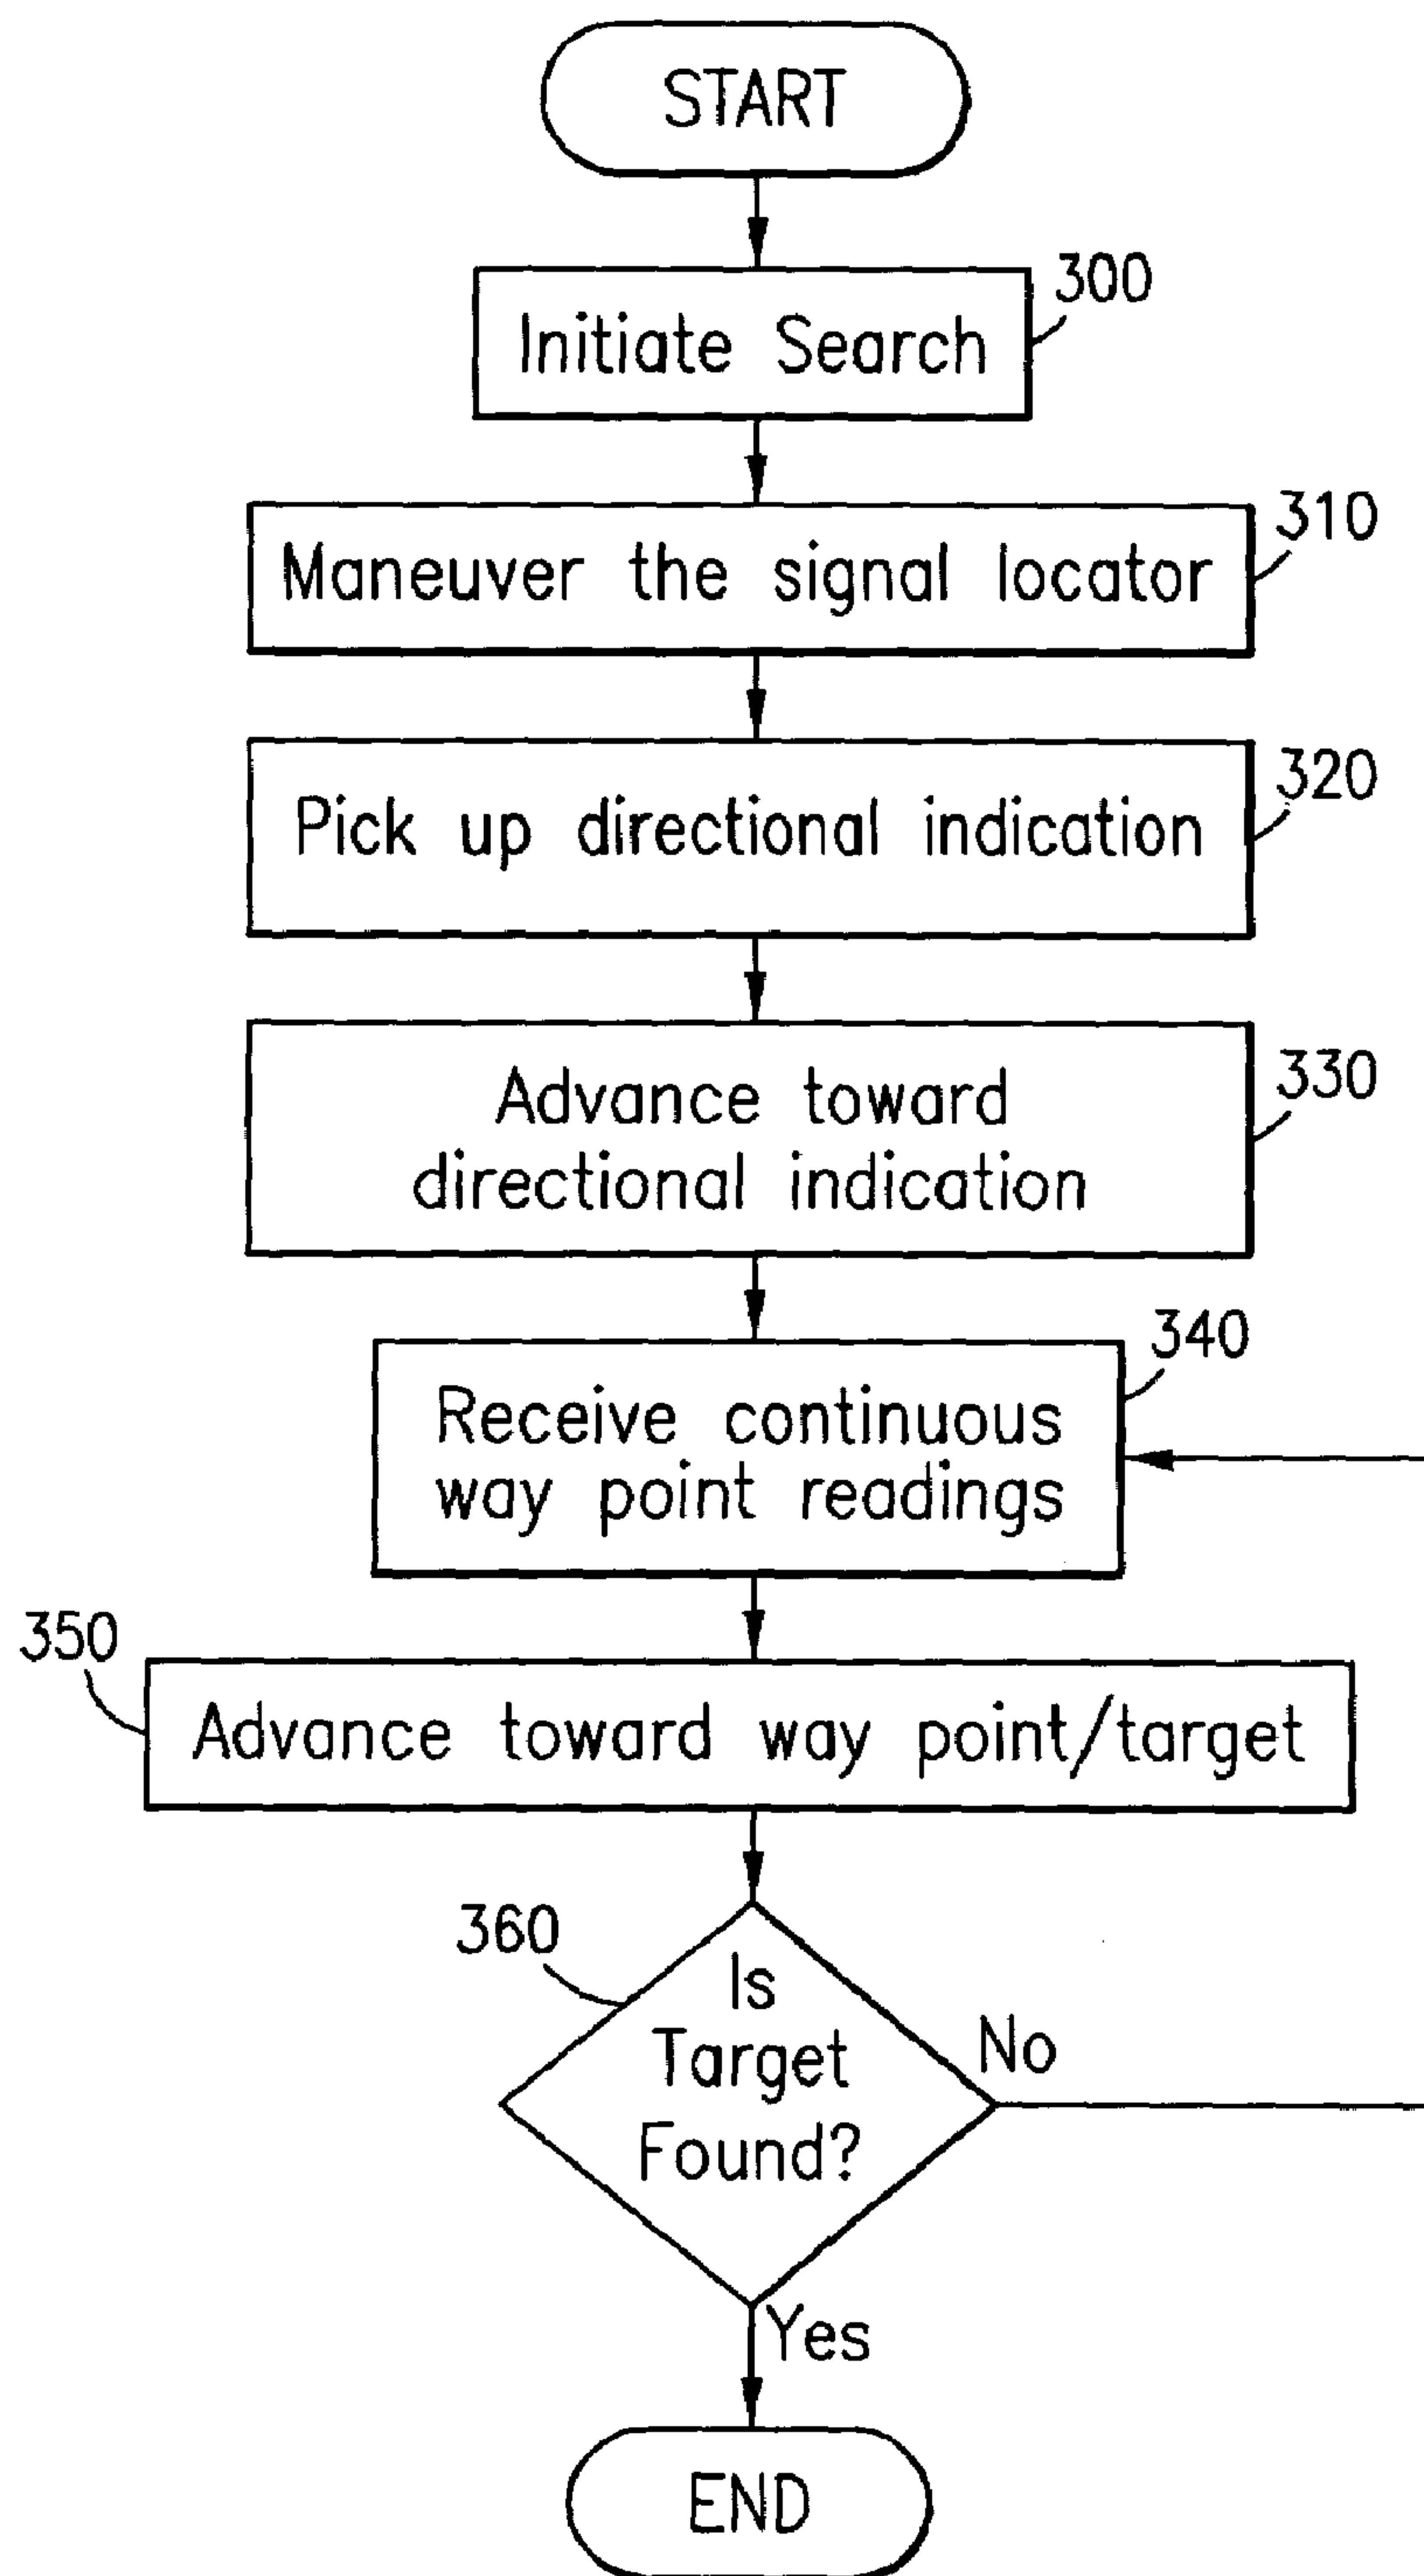 START
300
Initiate Search
310
Maneuver the signal locator
320
Pick up directional indication
330
Advance toward
directional indication
340
Receive continuous
way point readings
350
Advance toward way point/target
360
Is
Target
Found?
No
Yes
END